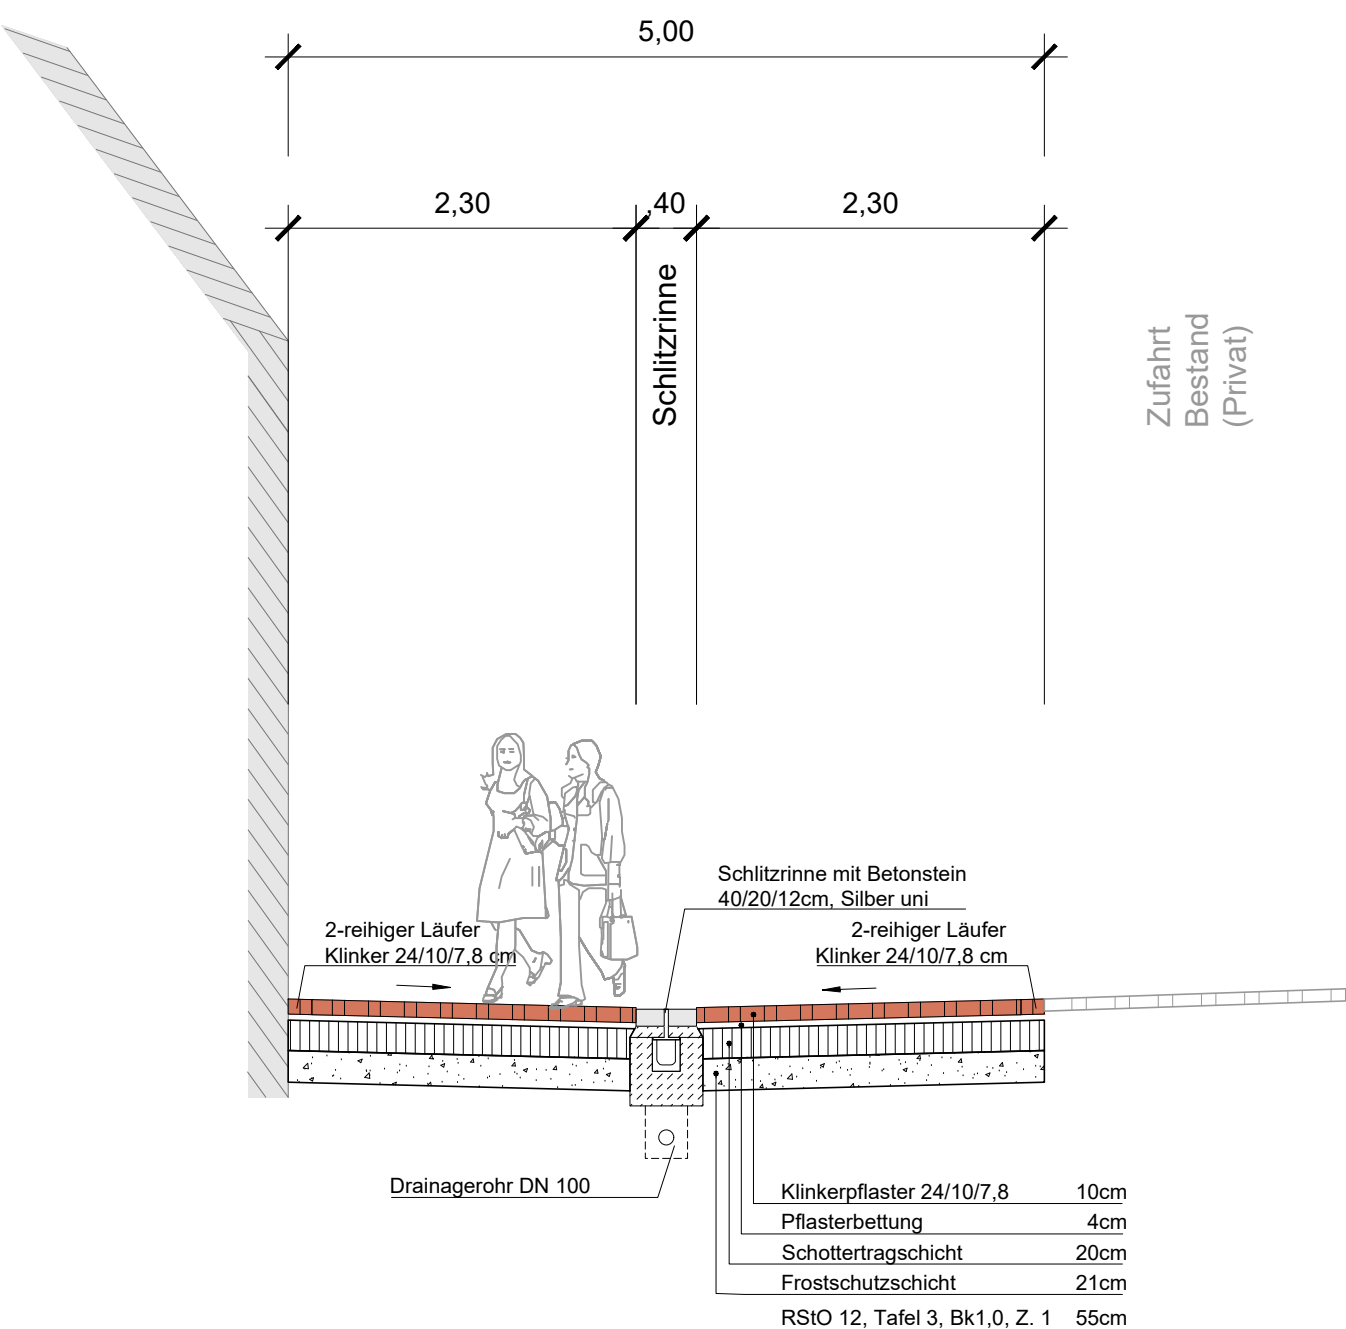 5,00
2,30
,40
2,30
Schlitzrinne
Zufahrt
Bestand
(Privat)
Schlitzrinne mit Betonstein
40/20/12cm, Silber uni
2-reihiger Läufer
Klinker 24/10/7,8 cm
2-reihiger Läufer
Klinker 24/10/7,8 cm
Drainagerohr DN 100
Klinkerpflaster 24/10/7,8 10cm
Pflasterbettung 4cm
Schottertragschicht 20cm
Frostschutzschicht 21cm
RStO 12, Tafel 3, Bk1,0, Z. 1 55cm